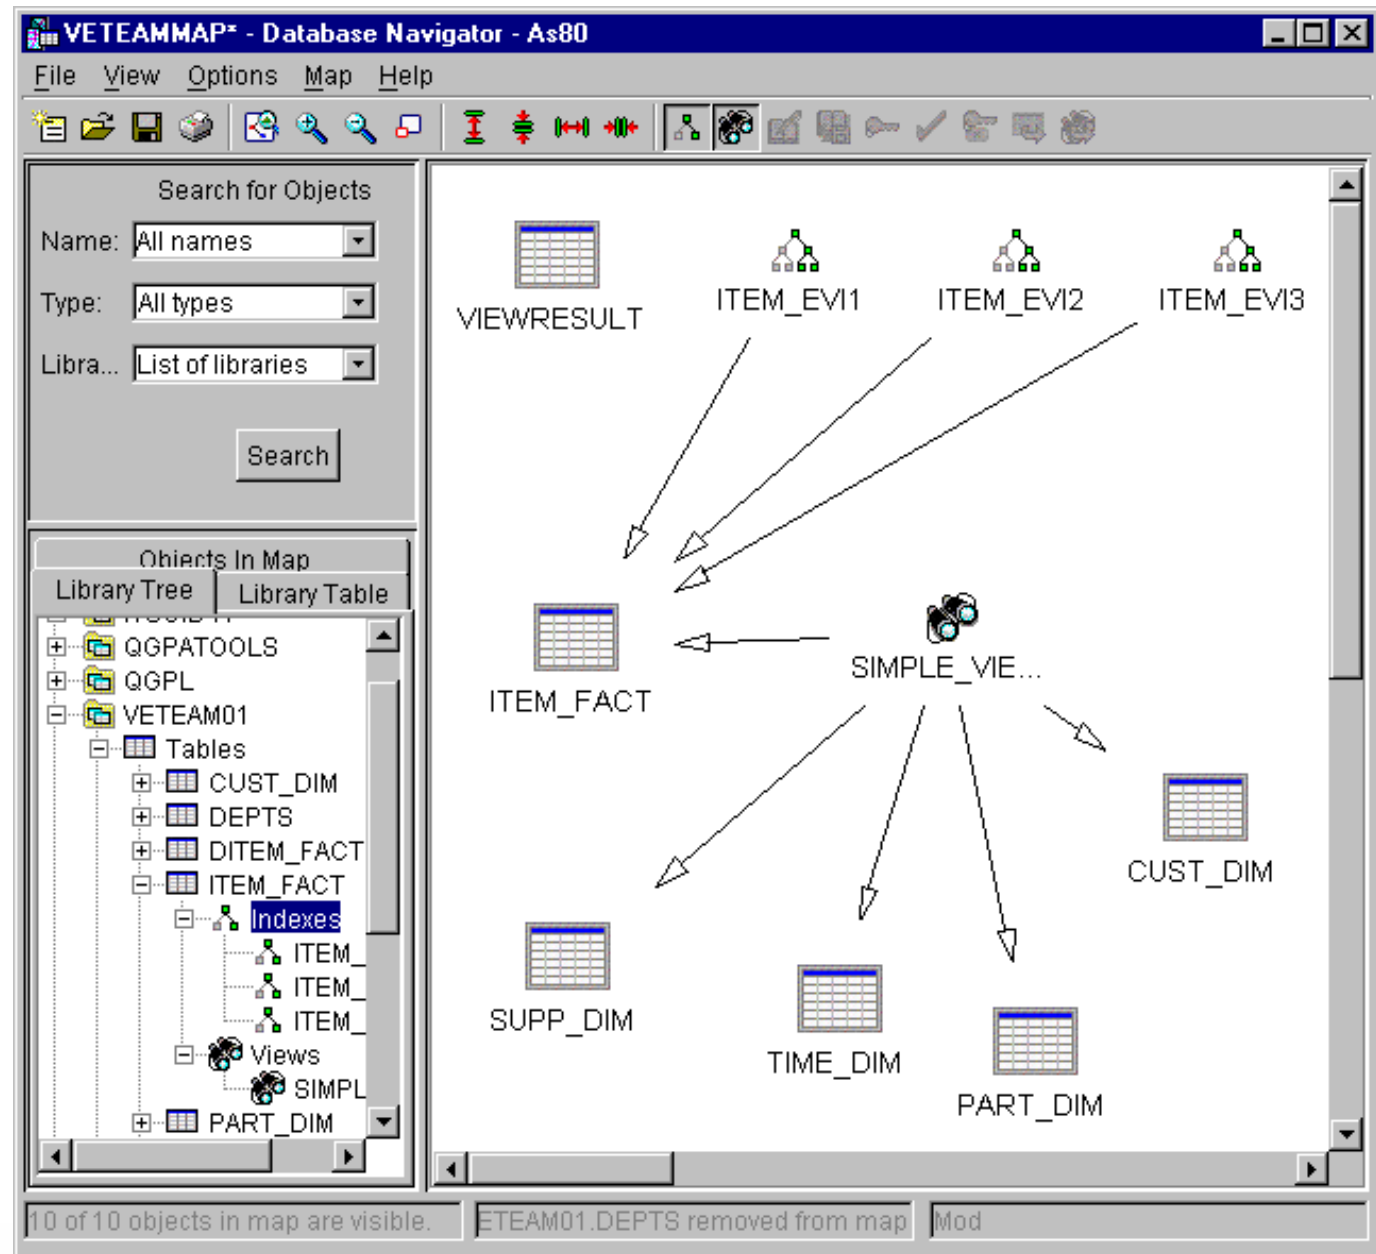 VETEAMMAP* - Database Navigator - As80
File View Options Map Help
Search for Objects
Name: All names
Type: All types
Libra... List of libraries
Search
Objects In Map
Library Tree Library Table
QGPATOOLS
QGPL
VETEAM01
Tables
CUST_DIM
DEPTS
DITEM_FACT
ITEM_FACT
Indexes
ITEM_
ITEM_
ITEM_
Views
SIMPL
PART_DIM
VIEWRESULT
ITEM_EVI1
ITEM_EVI2
ITEM_EVI3
ITEM_FACT
SIMPLE_VIE...
CUST_DIM
SUPP_DIM
TIME_DIM
PART_DIM
10 of 10 objects in map are visible. ETEAM01.DEPTS removed from map Mod